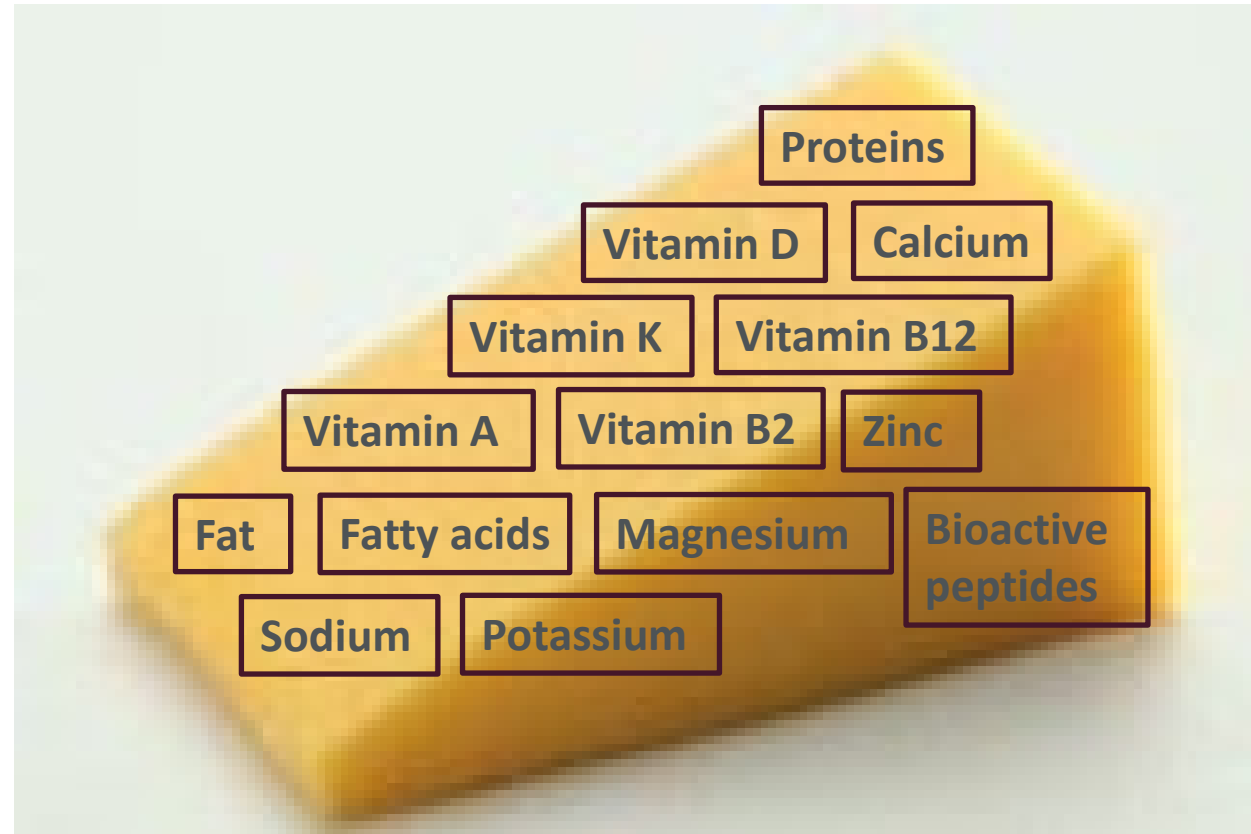 Proteins
Vitamin D
Calcium
Vitamin K
Vitamin B12
Vitamin A
Vitamin B2
Zinc
Fat
Fatty acids
Magnesium
Bioactive
peptides
Sodium
Potassium